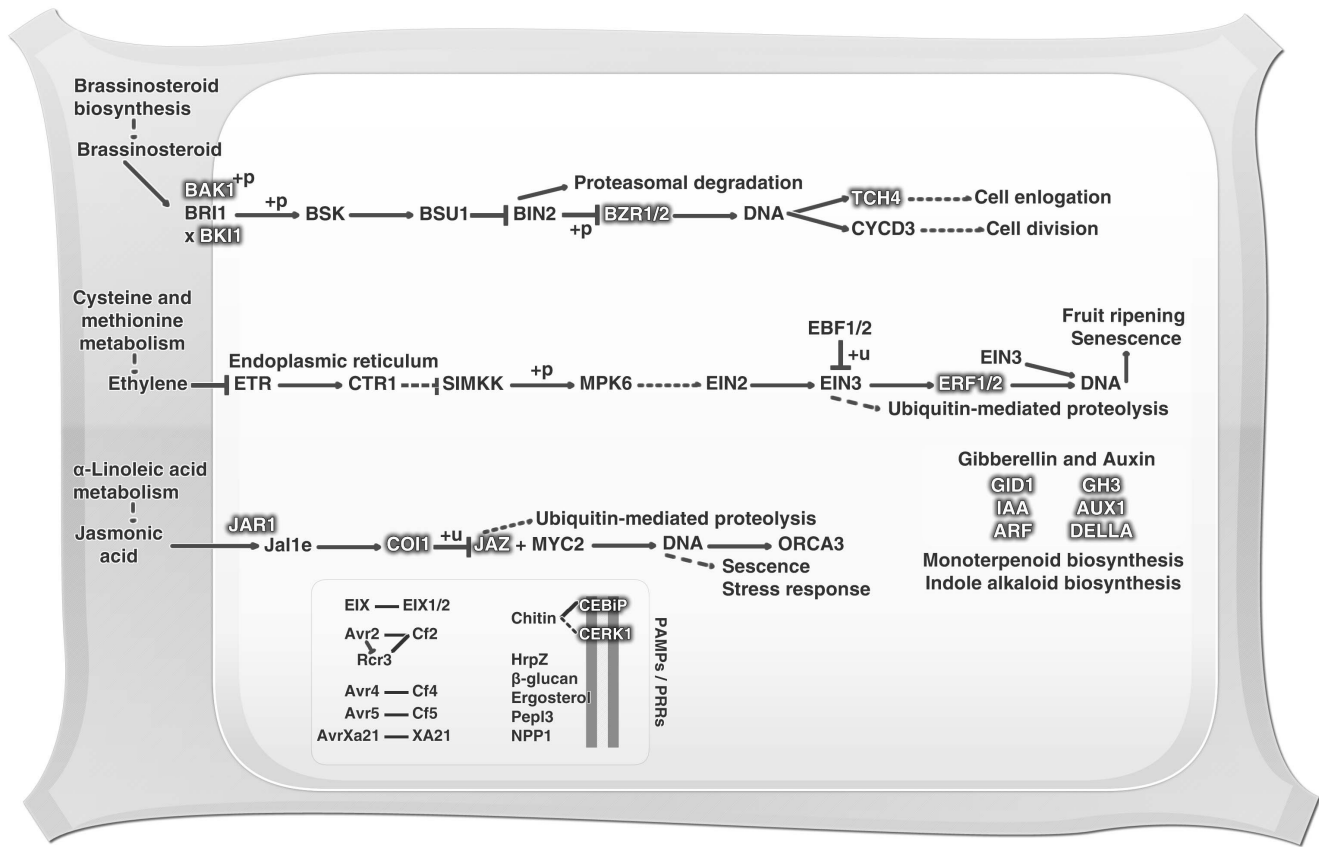 Brassinosteroid
biosynthesis
Brassinosteroid
BAK1
+p
BRI1
x BKI1
+p
BSK
BSU1
BIN2
+p
Proteasomal degradation
BZR1/2
DNA
TCH4
Cell enlogation
CYCD3
Cell division
Cysteine and
methionine
metabolism
Ethylene
Endoplasmic reticulum
ETR
CTR1
SIMKK
+p
MPK6
EIN2
EBF1/2
+u
EIN3
Ubiquitin-mediated proteolysis
ERF1/2
EIN3
DNA
Fruit ripening
Senescence
α-Linoleic acid
metabolism
Jasmonic
acid
JAR1
Jal1e
COI1
+u
JAZ + MYC2
Ubiquitin-mediated proteolysis
DNA
ORCA3
Sescence
Stress response
Gibberellin and Auxin
GID1 GH3
IAA AUX1
ARF DELLA
Monoterpenoid biosynthesis
Indole alkaloid biosynthesis
EIX EIX1/2
Avr2 Cf2
Rcr3
Avr4 Cf4
Avr5 Cf5
AvrXa21 XA21
Chitin
CEBiP
CERK1
HrpZ
β-glucan
Ergosterol
PepI3
NPP1
PAMPs / PRRs